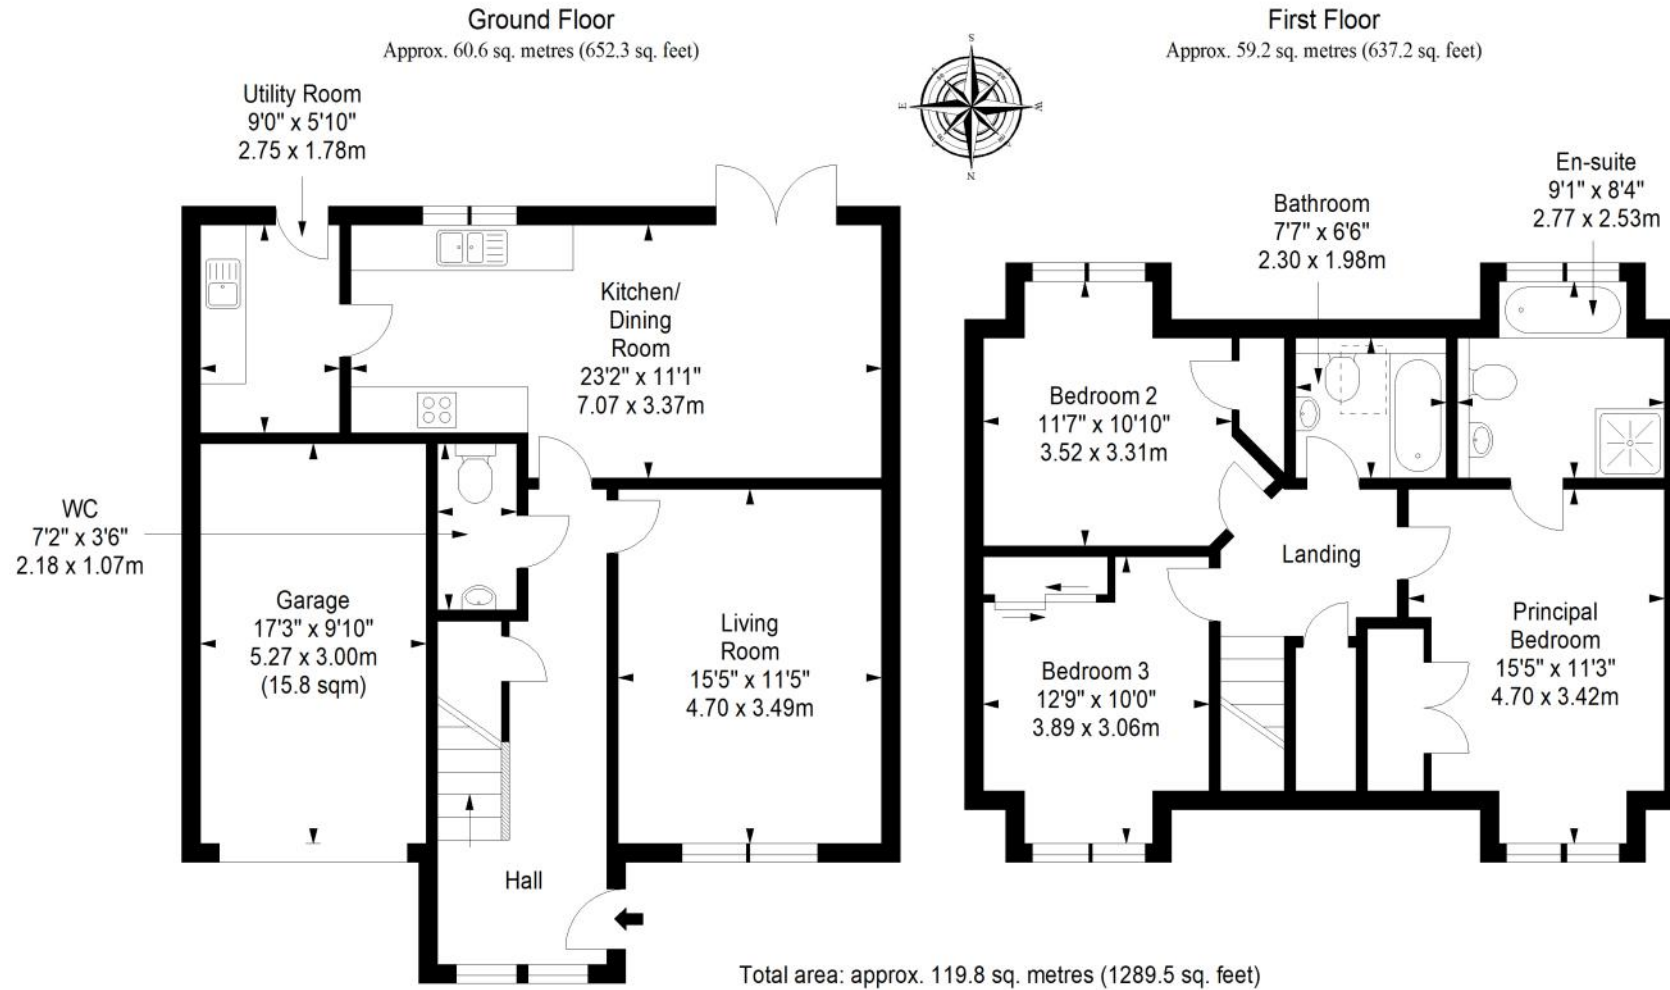 Ground Floor
Approx. 60.6 sq. metres (652.3 sq. feet)
First Floor
Approx. 59.2 sq. metres (637.2 sq. feet)
S
E
W
N
Utility Room
9'0" x 5'10"
2.75 x 1.78m
Kitchen/
Dining
Room
23'2" x 11'1"
7.07 x 3.37m
WC
7'2" x 3'6"
2.18 x 1.07m
Garage
17'3" x 9'10"
5.27 x 3.00m
(15.8 sqm)
Living
Room
15'5" x 11'5"
4.70 x 3.49m
Hall
Bathroom
7'7" x 6'6"
2.30 x 1.98m
En-suite
9'1" x 8'4"
2.77 x 2.53m
Bedroom 2
11'7" x 10'10"
3.52 x 3.31m
Landing
Bedroom 3
12'9" x 10'0"
3.89 x 3.06m
Principal
Bedroom
15'5" x 11'3"
4.70 x 3.42m
Total area: approx. 119.8 sq. metres (1289.5 sq. feet)